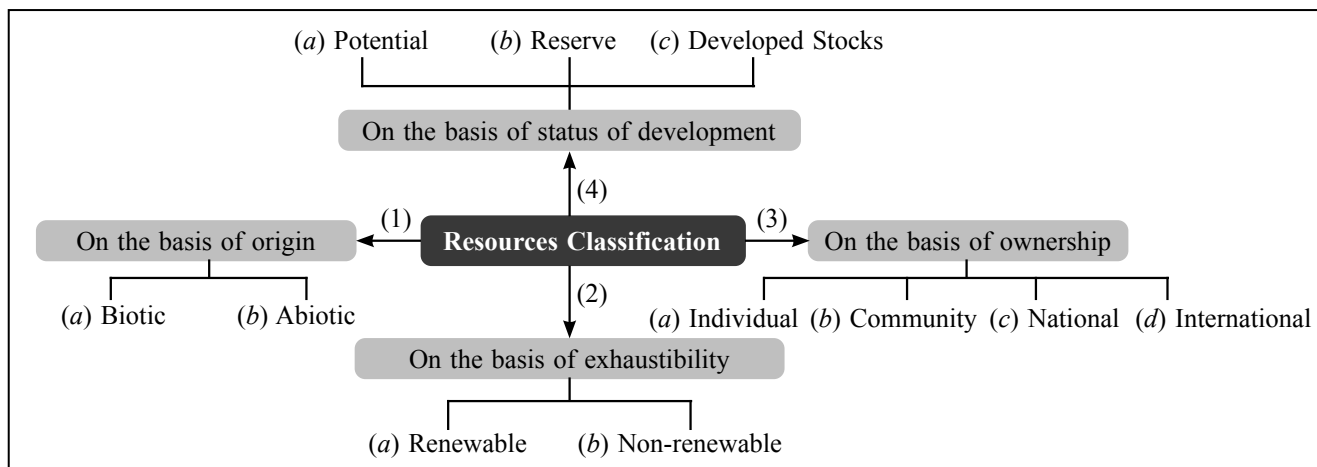 (a) Potential (b) Reserve (c) Developed Stocks
On the basis of status of development
(4)
(1) Resources Classification (3)
On the basis of origin On the basis of ownership
(2)
(a) Biotic (b) Abiotic (a) Individual (b) Community (c) National (d) International
On the basis of exhaustibility
(a) Renewable (b) Non-renewable